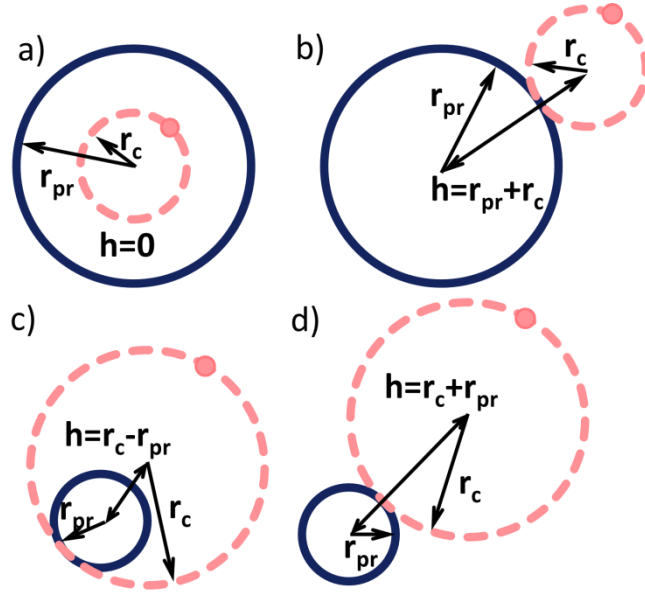 a)
r_c
r_pr
h=0
b)
r_c
r_pr
h=r_pr+r_c
c)
h=r_c-r_pr
r_pr
r_c
d)
h=r_c+r_pr
r_c
r_pr